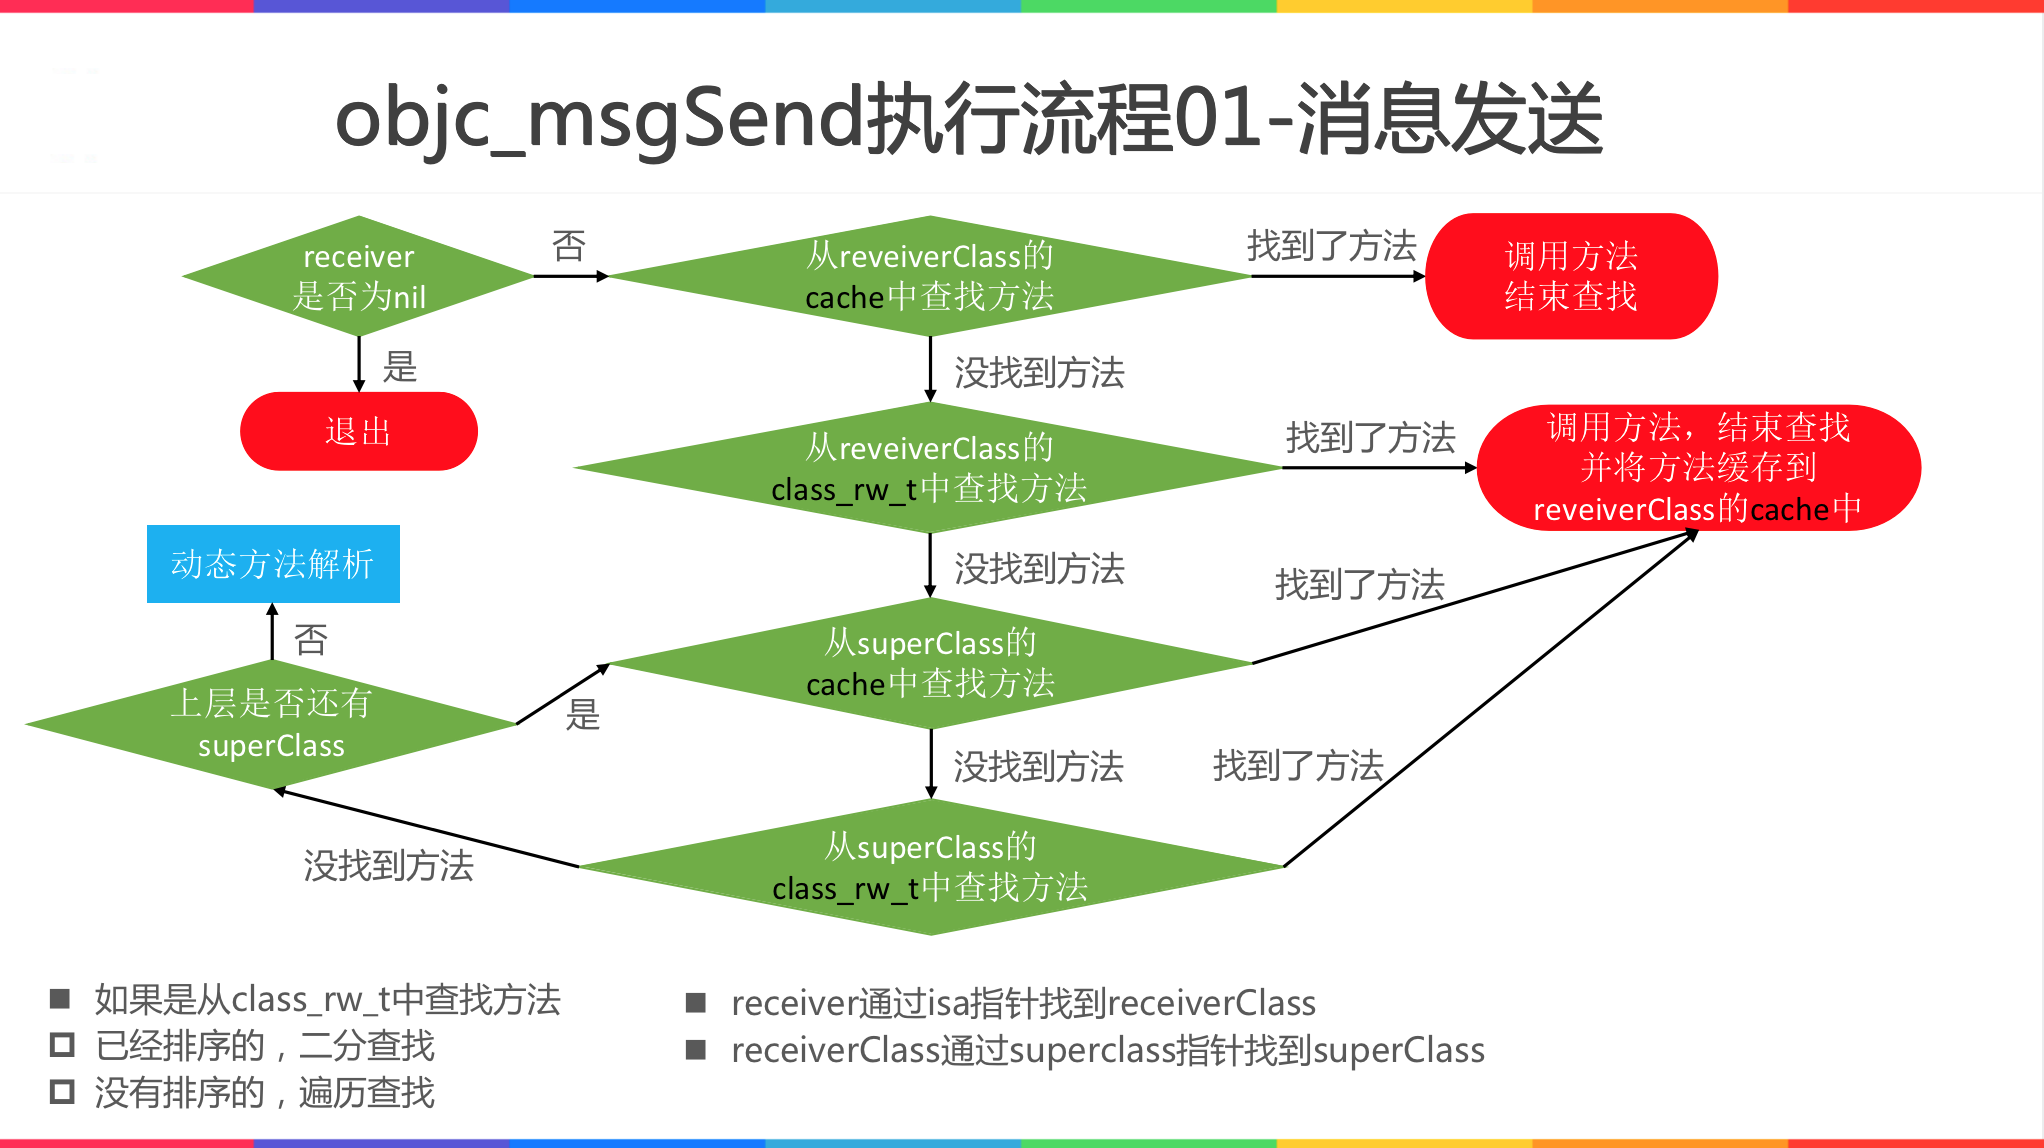 objc_msgSend执行流程01-消息发送
receiver
是否为nil
否
从reveiverClass的
cache中查找方法
找到了方法
调用方法
结束查找
是
退出
没找到方法
从reveiverClass的
class_rw_t中查找方法
找到了方法
调用方法，结束查找
并将方法缓存到
reveiverClass的cache中
没找到方法
动态方法解析
否
从superClass的
cache中查找方法
找到了方法
上层是否还有
superClass
是
没找到方法
找到了方法
从superClass的
class_rw_t中查找方法
没找到方法
如果是从class_rw_t中查找方法
已经排序的，二分查找
没有排序的，遍历查找
receiver通过isa指针找到receiverClass
receiverClass通过superclass指针找到superClass